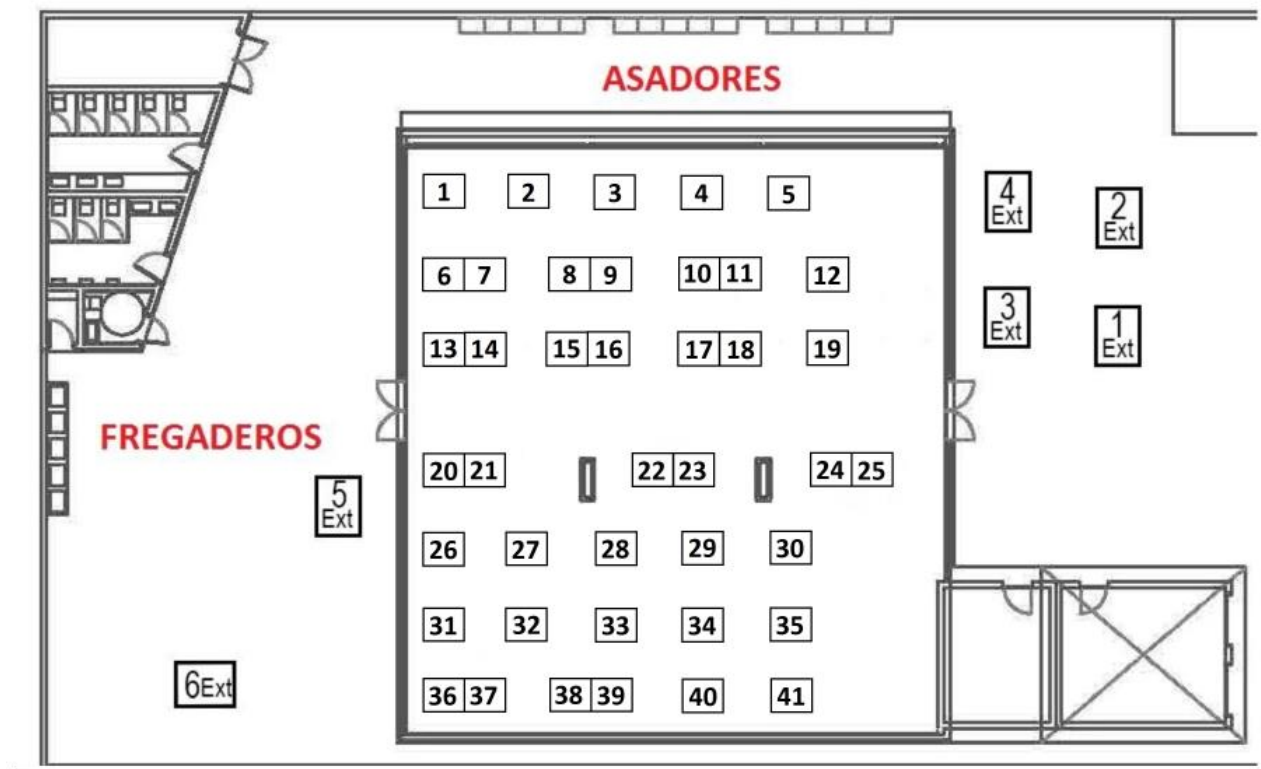 ASADORES
1 2 3 4 5
4
Ext
2
Ext
6 7 8 9 10 11 12
3
Ext
1
Ext
13 14 15 16 17 18 19
FREGADEROS
20 21 22 23 24 25
5
Ext
26 27 28 29 30
31 32 33 34 35
6Ext
36 37 38 39 40 41